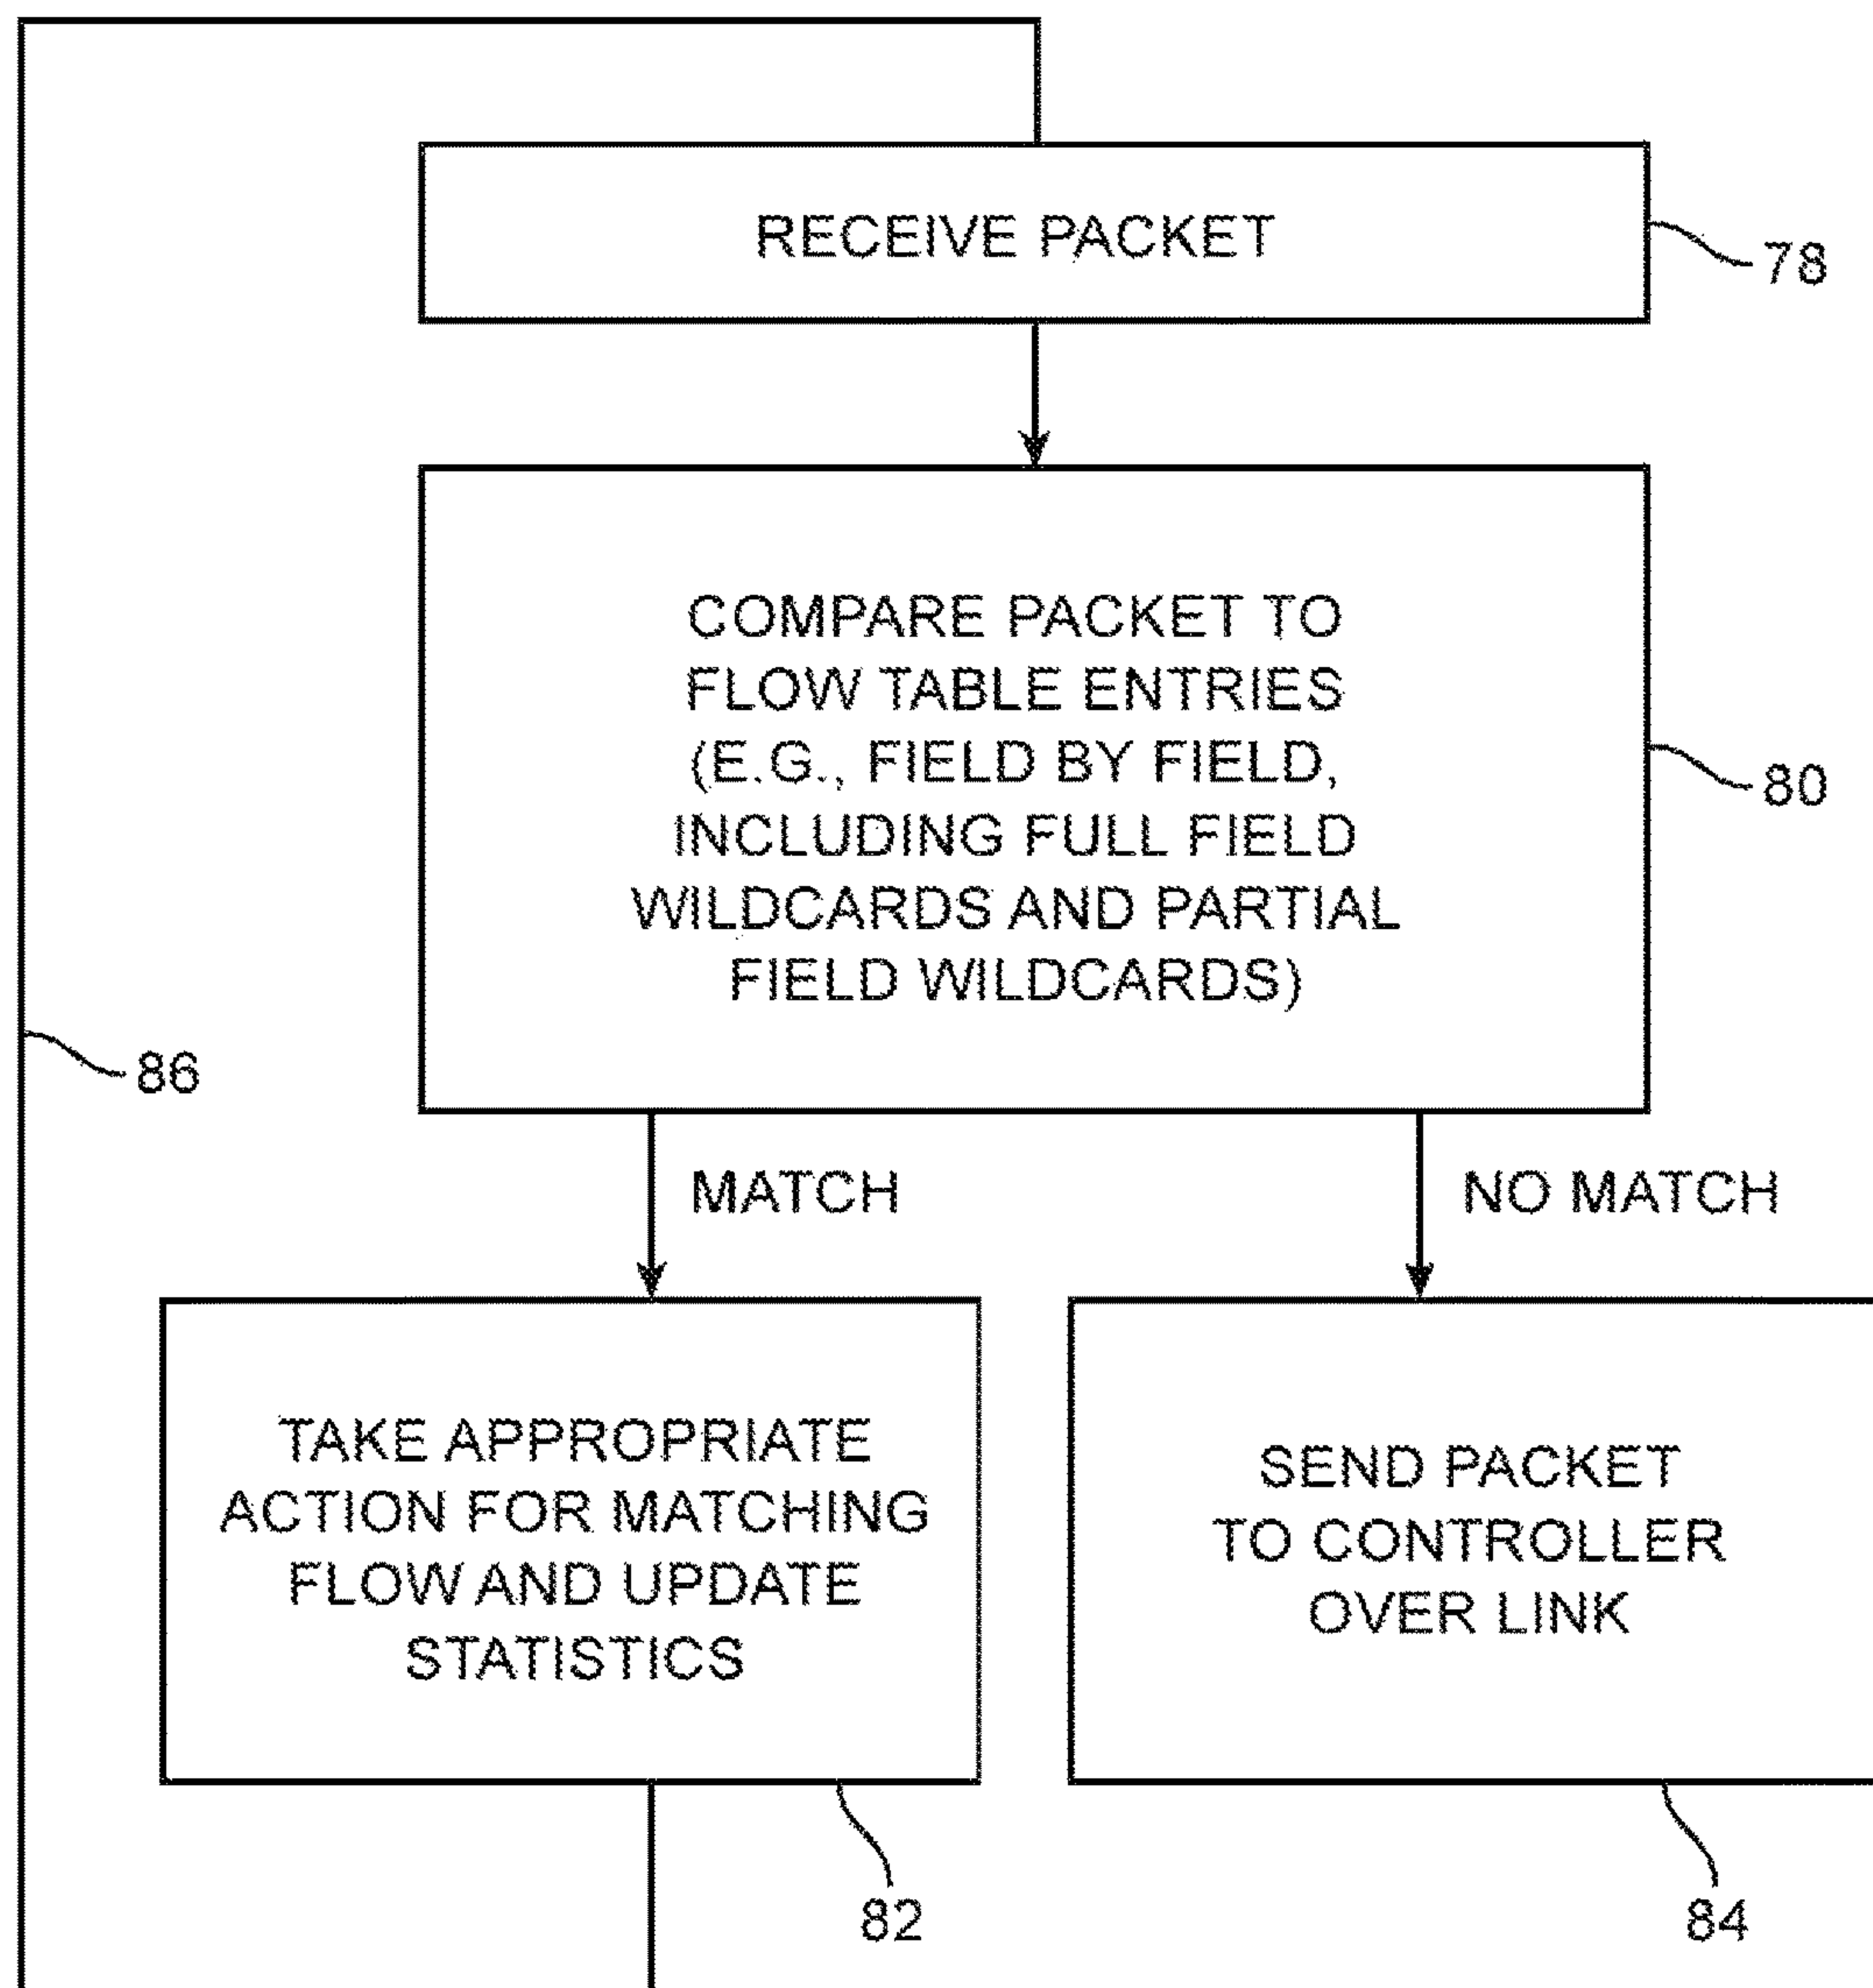 RECEIVE PACKET
78
COMPARE PACKET TO
FLOW TABLE ENTRIES
(E.G., FIELD BY FIELD,
INCLUDING FULL FIELD
WILDCARDS AND PARTIAL
FIELD WILDCARDS)
80
86
MATCH
NO MATCH
TAKE APPROPRIATE
ACTION FOR MATCHING
FLOW AND UPDATE
STATISTICS
SEND PACKET
TO CONTROLLER
OVER LINK
82
84